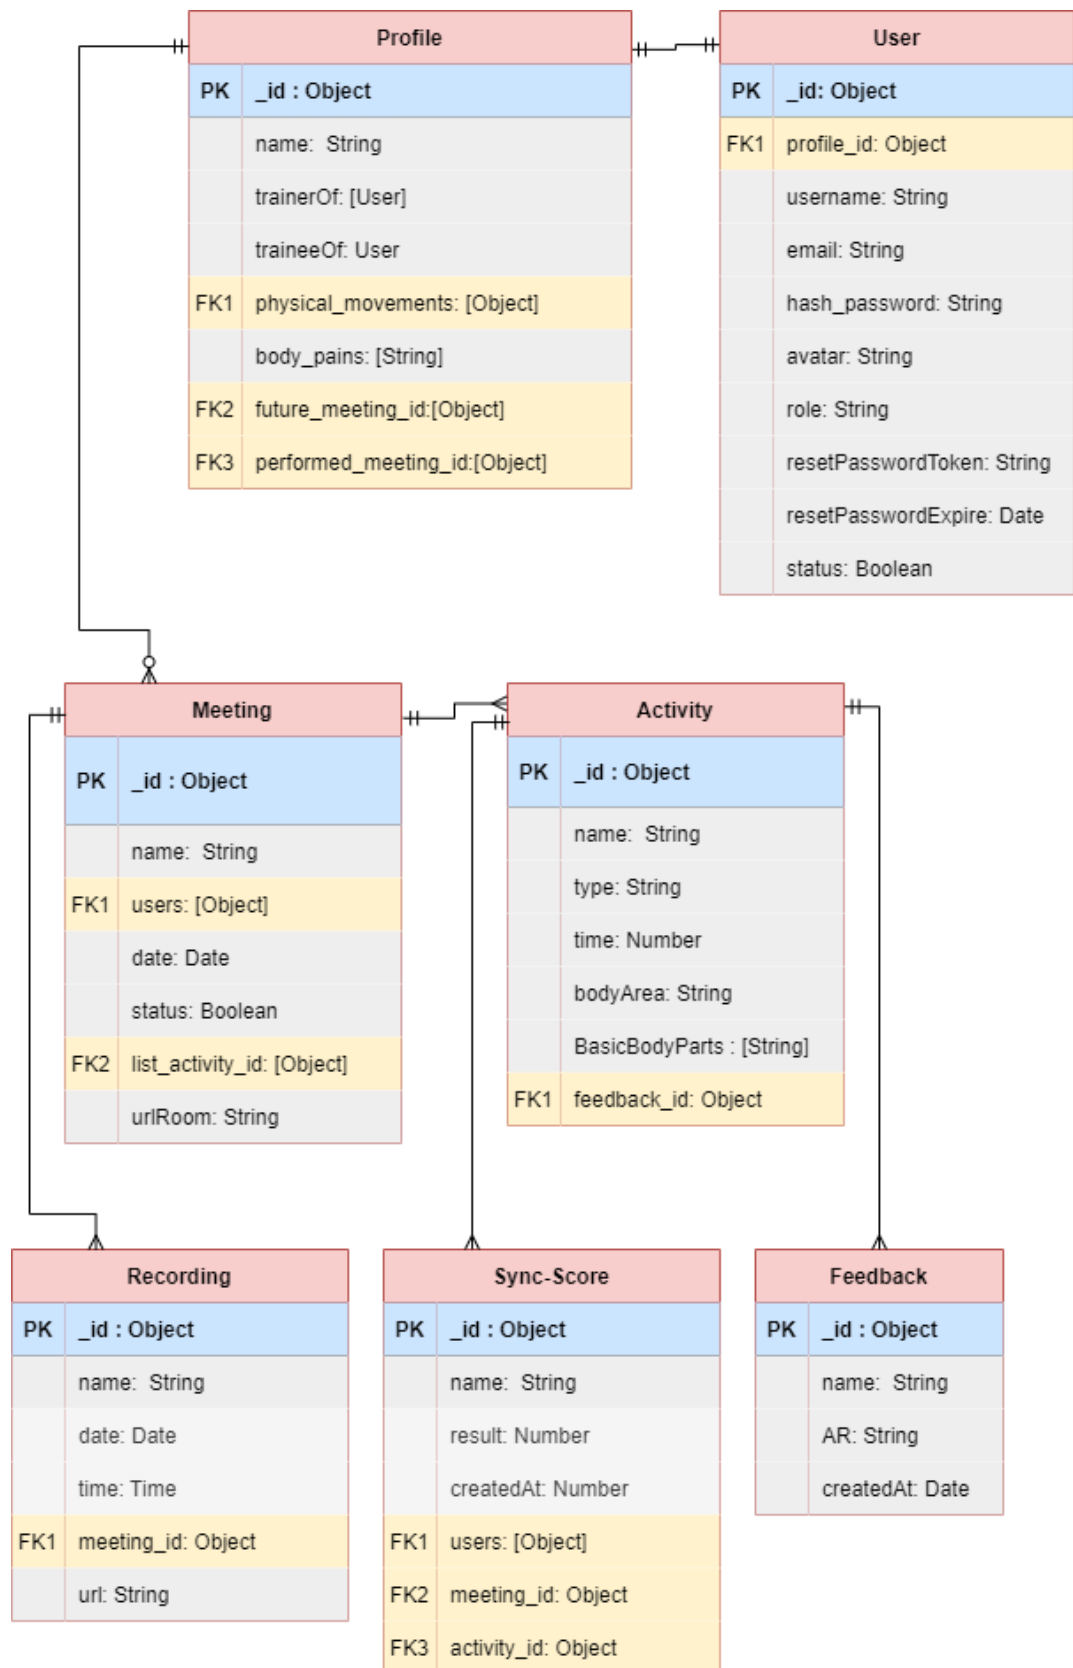 Profile
PK _id : Object
name: String
trainerOf: [User]
traineeOf: User
FK1 physical_movements: [Object]
body_pains: [String]
FK2 future_meeting_id:[Object]
FK3 performed_meeting_id:[Object]
User
PK _id: Object
FK1 profile_id: Object
username: String
email: String
hash_password: String
avatar: String
role: String
resetPasswordToken: String
resetPasswordExpire: Date
status: Boolean
Meeting
PK _id : Object
name: String
FK1 users: [Object]
date: Date
status: Boolean
FK2 list_activity_id: [Object]
urlRoom: String
Activity
PK _id : Object
name: String
type: String
time: Number
bodyArea: String
BasicBodyParts : [String]
FK1 feedback_id: Object
Recording
PK _id : Object
name: String
date: Date
time: Time
FK1 meeting_id: Object
url: String
Sync-Score
PK _id : Object
name: String
result: Number
createdAt: Number
FK1 users: [Object]
FK2 meeting_id: Object
FK3 activity_id: Object
Feedback
PK _id : Object
name: String
AR: String
createdAt: Date